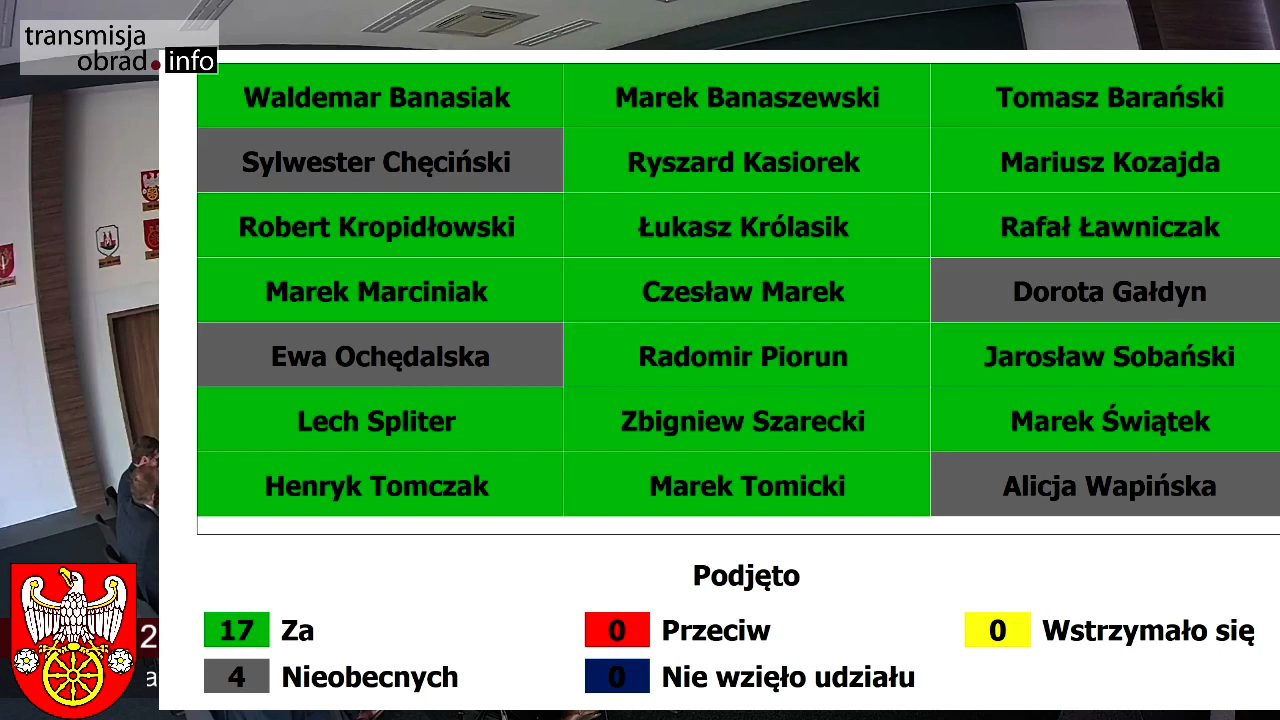 transmisja
obrad.info
Waldemar Banasiak Marek Banaszewski Tomasz Barański
Sylwester Chęciński Ryszard Kasiorek Mariusz Kozajda
Robert Kropidłowski Łukasz Królasik Rafał Ławniczak
Marek Marciniak Czesław Marek Dorota Gałdyn
Ewa Ochędalska Radomir Piorun Jarosław Sobański
Lech Spliter Zbigniew Szarecki Marek Świątek
Henryk Tomczak Marek Tomicki Alicja Wapińska
Podjęto
17 Za 0 Przeciw 0 Wstrzymało się
4 Nieobecnych 0 Nie wzięło udziału
2
a